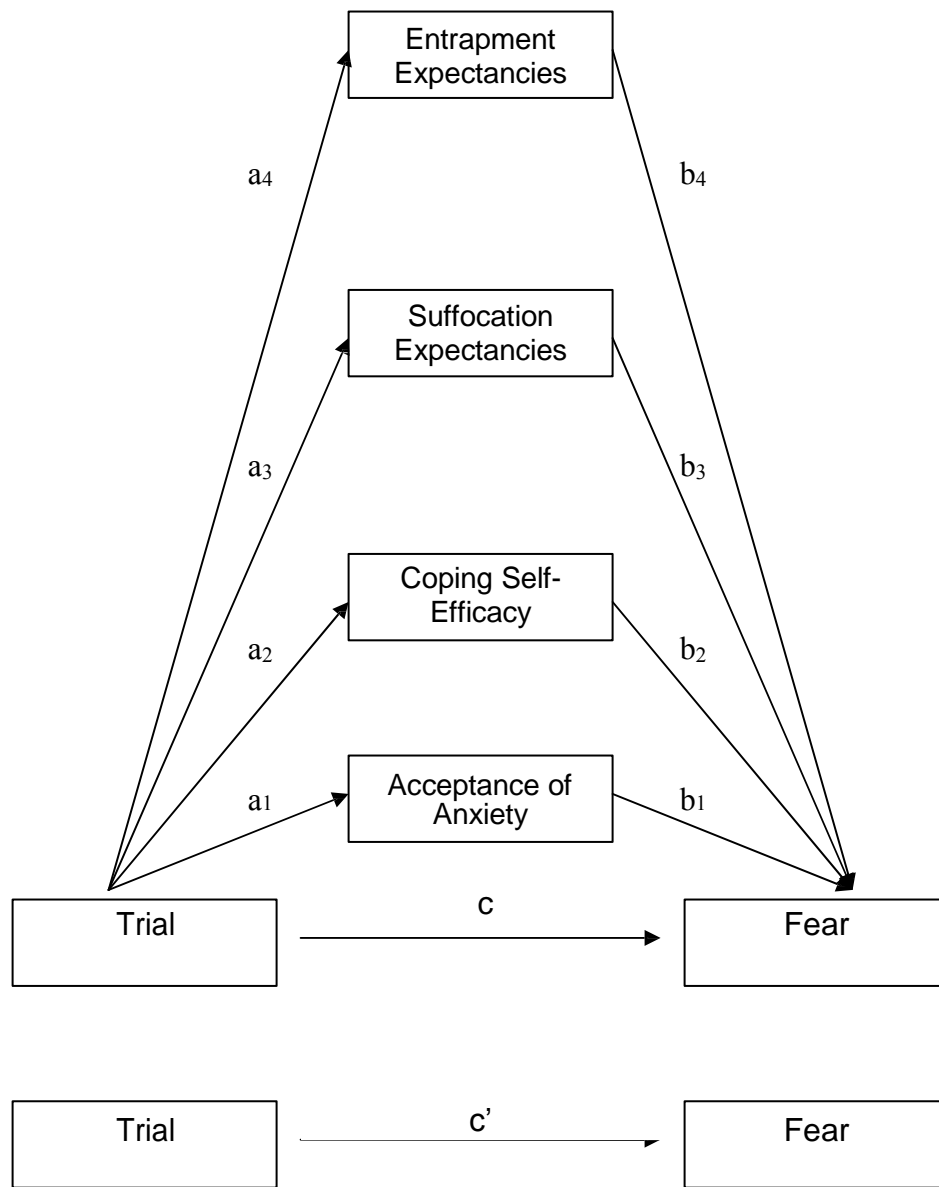 Entrapment
Expectancies
a4
b4
Suffocation
Expectancies
a3
b3
Coping Self-
Efficacy
a2
b2
Acceptance of
Anxiety
a1
b1
Trial
c
Fear
Trial
c’
Fear